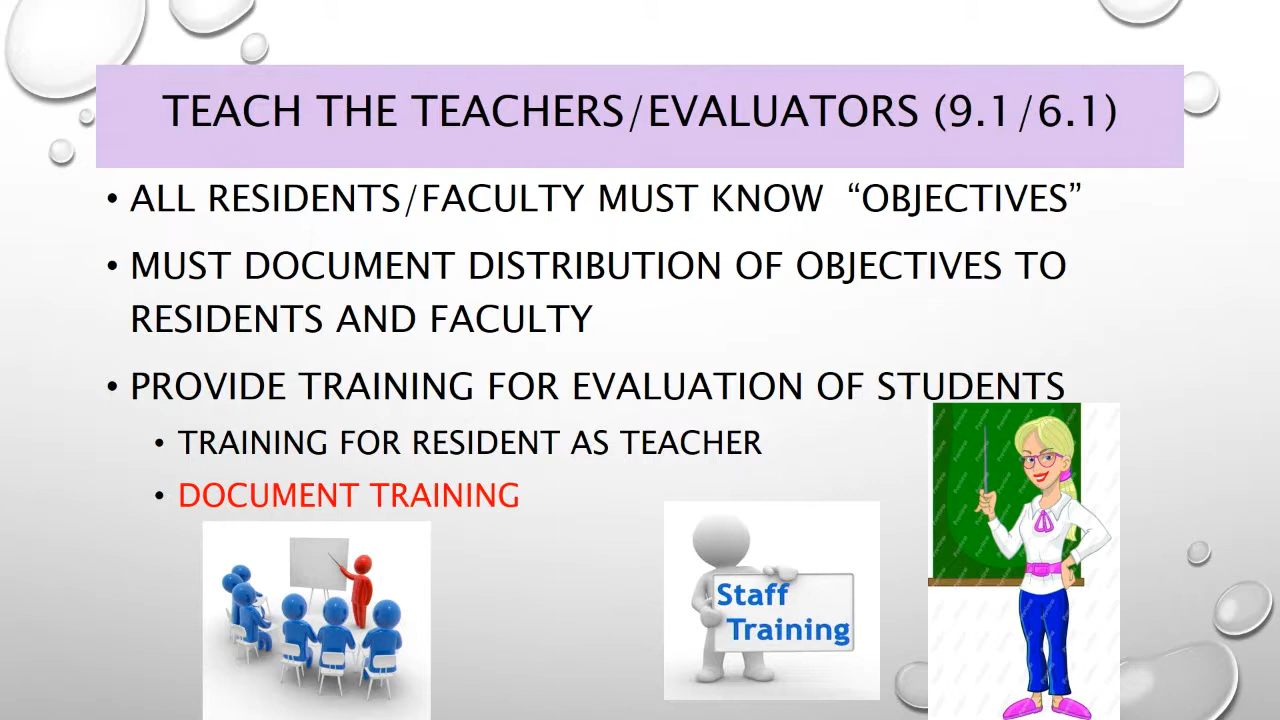 TEACH THE TEACHERS/EVALUATORS (9.1/6.1)
• ALL RESIDENTS/FACULTY MUST KNOW “OBJECTIVES”
• MUST DOCUMENT DISTRIBUTION OF OBJECTIVES TO
RESIDENTS AND FACULTY
• PROVIDE TRAINING FOR EVALUATION OF STUDENTS
• TRAINING FOR RESIDENT AS TEACHER
• DOCUMENT TRAINING
Staff
Training